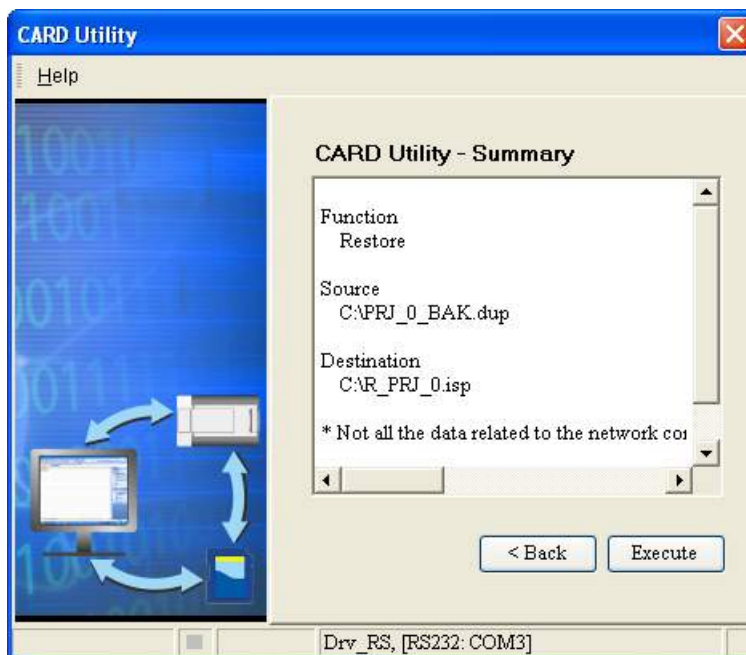 CARD Utility
Help
CARD Utility - Summary
Function
Restore
Source
C:\PRJ_0_BAK.dup
Destination
C:\R_PRJ_0.isp
* Not all the data related to the network
< Back
Execute
Drv_RS, [RS232: COM3]